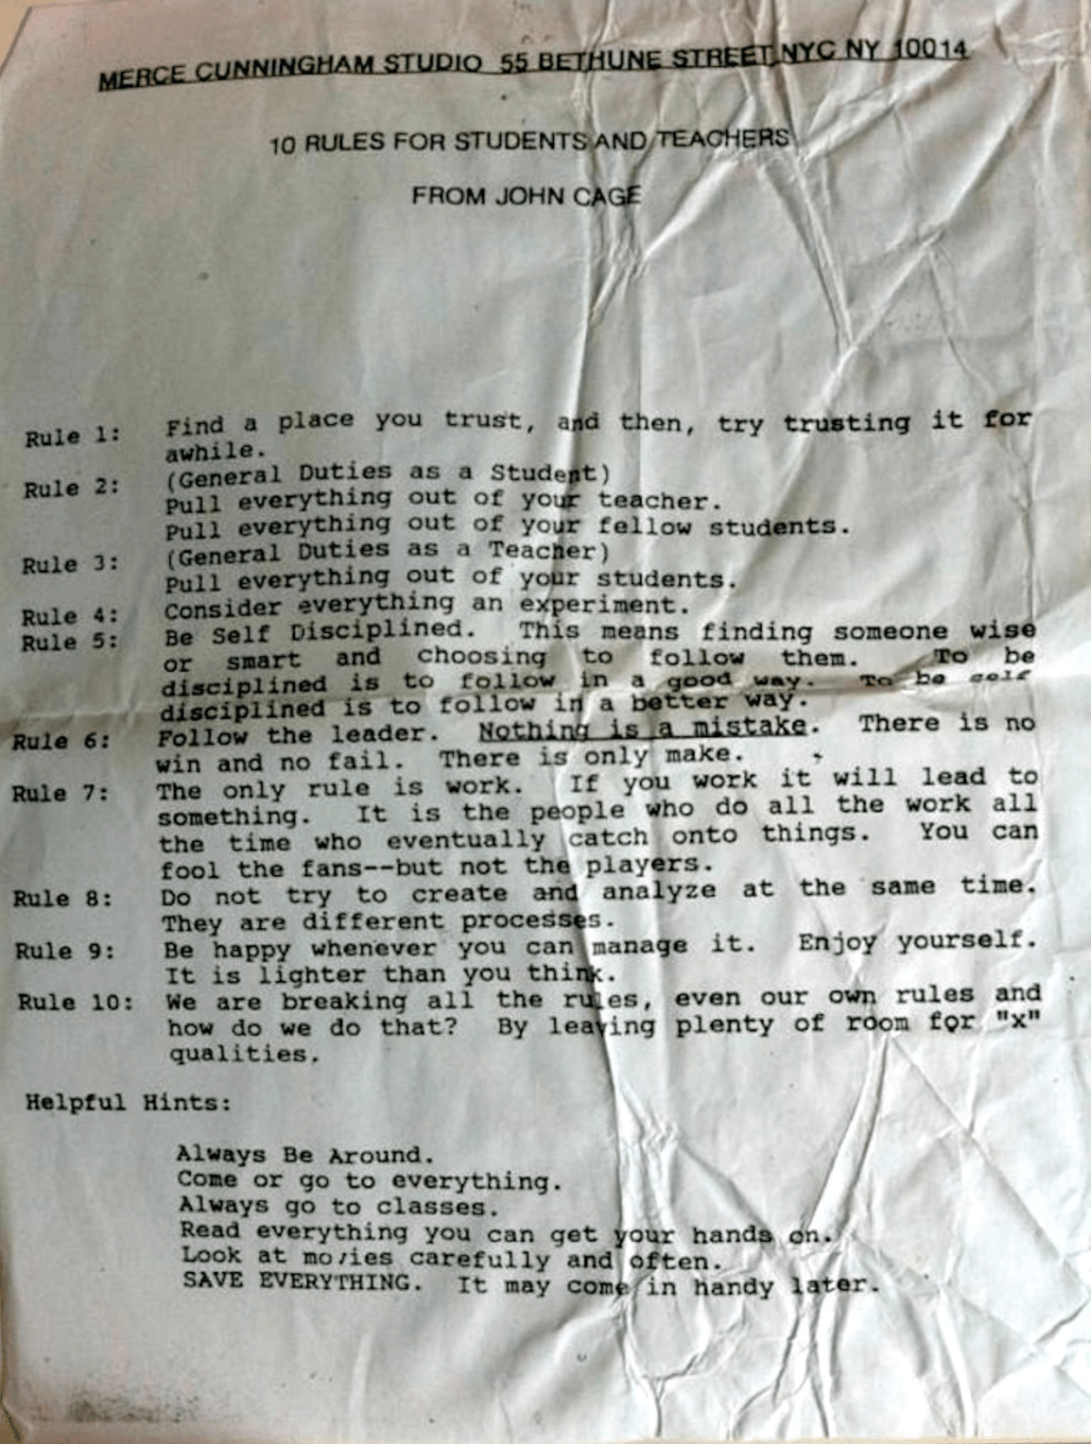 MERCE CUNNINGHAM STUDIO 55 BETHUNE STREET, NYC NY 10014
10 RULES FOR STUDENTS AND TEACHERS
FROM JOHN CAGE
Rule 1: Find a place you trust, and then, try trusting it for
awhile.
Rule 2: (General Duties as a Student)
Pull everything out of your teacher.
Pull everything out of your fellow students.
Rule 3: (General Duties as a Teacher)
Pull everything out of your students.
Rule 4: Consider everything an experiment.
Rule 5: Be Self Disciplined. This means finding someone wise
or smart and choosing to follow them. To be
disciplined is to follow in a good way. To be self
disciplined is to follow in a better way.
Rule 6: Follow the leader. Nothing is a mistake. There is no
win and no fail. There is only make.
Rule 7: The only rule is work. If you work it will lead to
something. It is the people who do all the work all
the time who eventually catch onto things. You can
fool the fans--but not the players.
Rule 8: Do not try to create and analyze at the same time.
They are different processes.
Rule 9: Be happy whenever you can manage it. Enjoy yourself.
It is lighter than you think.
Rule 10: We are breaking all the rules, even our own rules and
how do we do that? By leaving plenty of room for "x"
qualities.
Helpful Hints:
Always Be Around.
Come or go to everything.
Always go to classes.
Read everything you can get your hands on.
Look at movies carefully and often.
SAVE EVERYTHING. It may come in handy later.